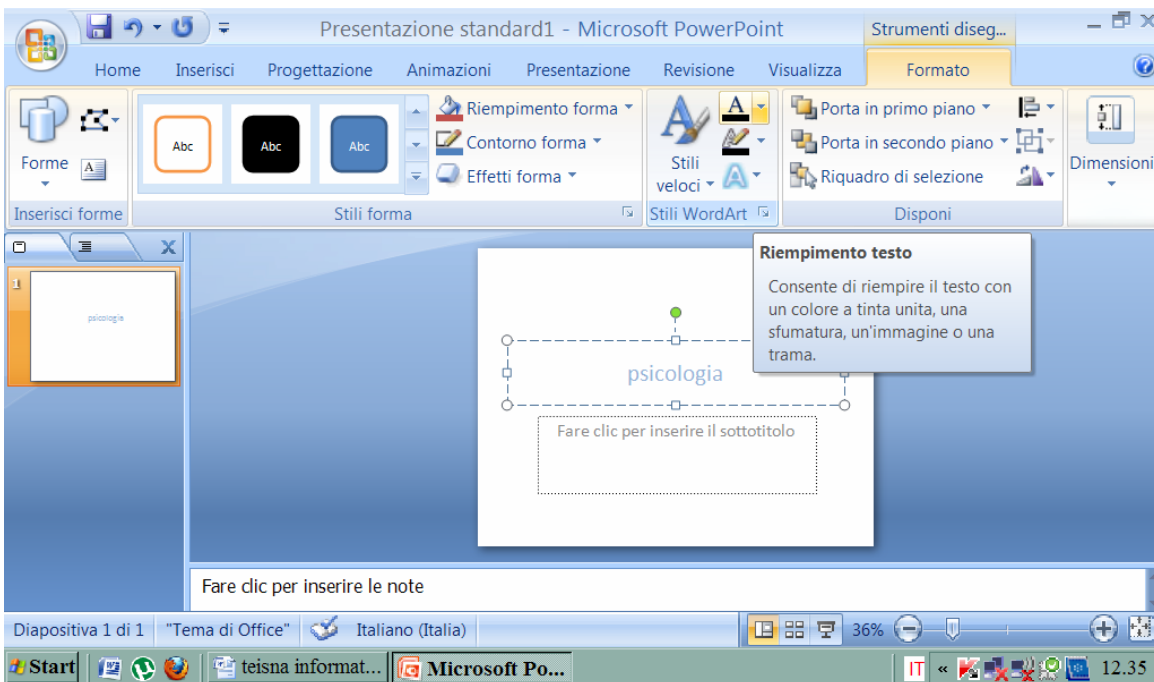 Presentazione standard1 - Microsoft PowerPoint
Strumenti diseg...
Home Inserisci Progettazione Animazioni Presentazione Revisione Visualizza Formato
Forme
Inserisci forme
Abc Abc Abc
Riempimento forma
Contorno forma
Effetti forma
Stili forma
Stili
veloci
Stili WordArt
Porta in primo piano
Porta in secondo piano
Riquadro di selezione
Disponi
Dimensioni
Riempimento testo
Consente di riempire il testo con
un colore a tinta unita, una
sfumatura, un'immagine o una
trama.
1
psicologia
psicologia
Fare clic per inserire il sottotitolo
Fare clic per inserire le note
Diapositiva 1 di 1 "Tema di Office" Italiano (Italia) 36%
Start teisna informat... Microsoft Po... IT « 12.35